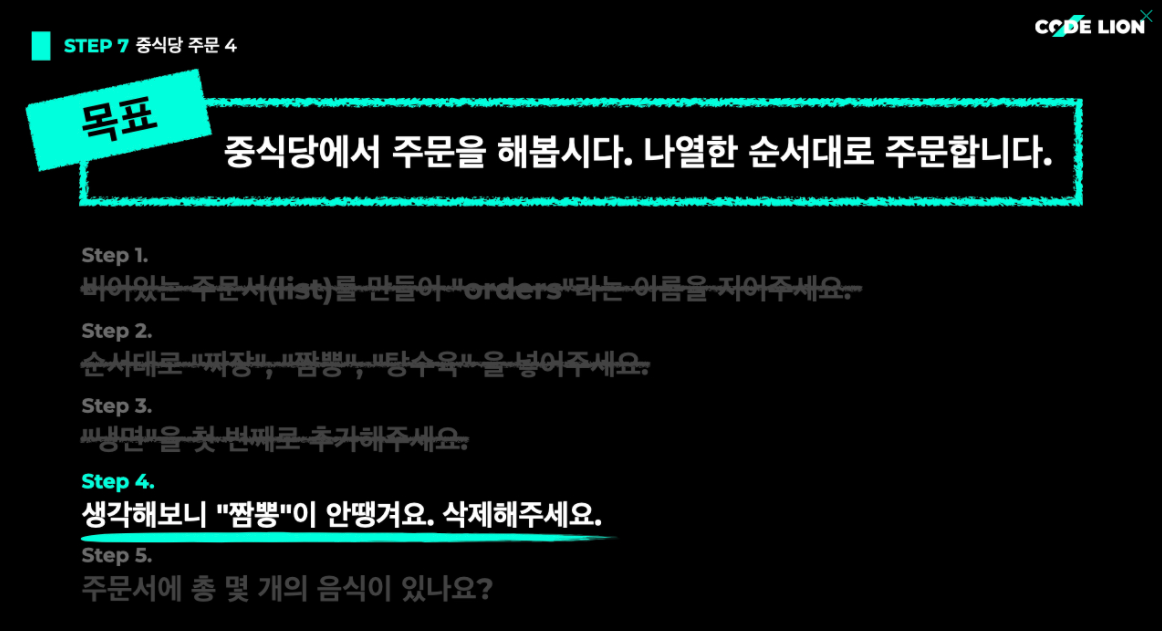 STEP 7 중식당 주문 4
CODE LION
목표
중식당에서 주문을 해봅시다. 나열한 순서대로 주문합니다.
Step 1.
비어있는 주문서(list)를 만들어 "orders"라는 이름을 지어주세요.
Step 2.
순서대로 "짜장", "짬뽕", "탕수육" 을 넣어주세요.
Step 3.
"냉면"을 첫 번째로 추가해주세요.
Step 4.
생각해보니 "짬뽕"이 안땡겨요. 삭제해주세요.
Step 5.
주문서에 총 몇 개의 음식이 있나요?